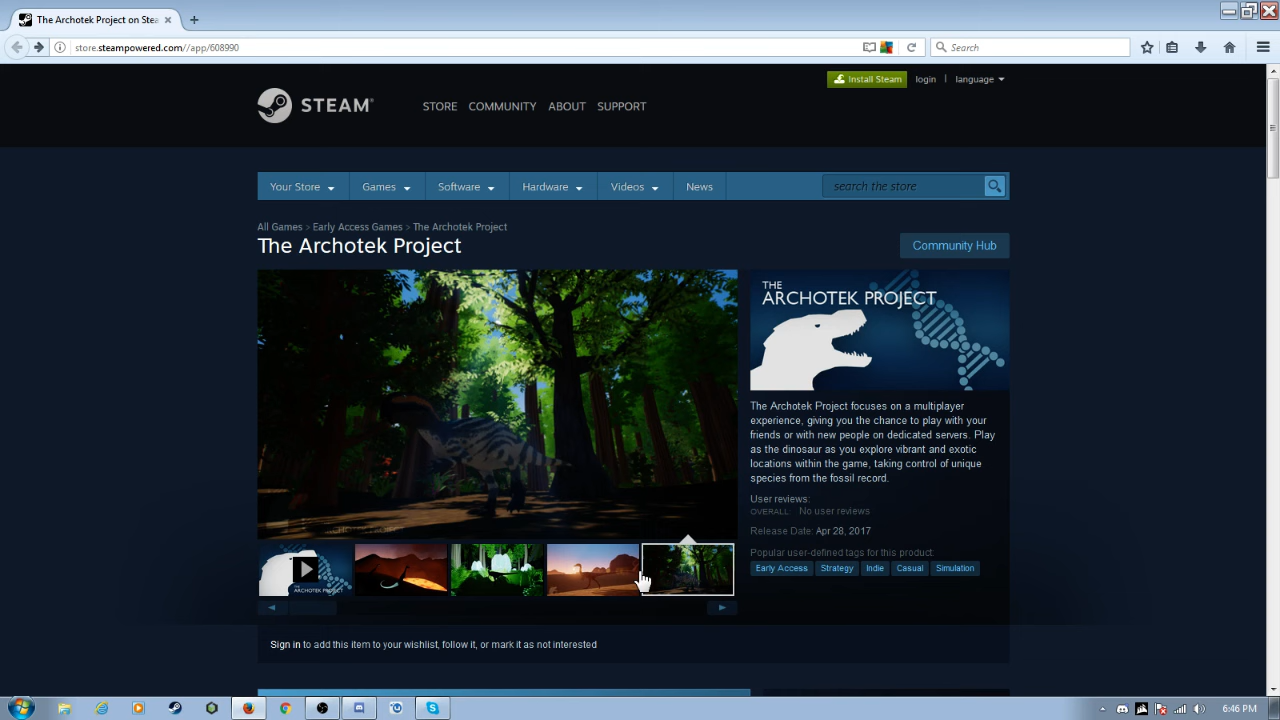 The Archotek Project on Stea
store.steampowered.com//app/608990
Search
Install Steam
login
language
STEAM®
STORE
COMMUNITY
ABOUT
SUPPORT
Your Store
Games
Software
Hardware
Videos
News
search the store
All Games > Early Access Games > The Archotek Project
The Archotek Project
Community Hub
THE
ARCHOTEK PROJECT
The Archotek Project focuses on a multiplayer
experience, giving you the chance to play with your
friends or with new people on dedicated servers. Play
as the dinosaur as you explore vibrant and exotic
locations within the game, taking control of unique
species from the fossil record.
User reviews:
OVERALL: No user reviews
Release Date: Apr 28, 2017
Popular user-defined tags for this product:
Early Access
Strategy
Indie
Casual
Simulation
ARCHOTEK PROJECT
THE
ARCHOTEK PROJECT
Sign in to add this item to your wishlist, follow it, or mark it as not interested
6:46 PM